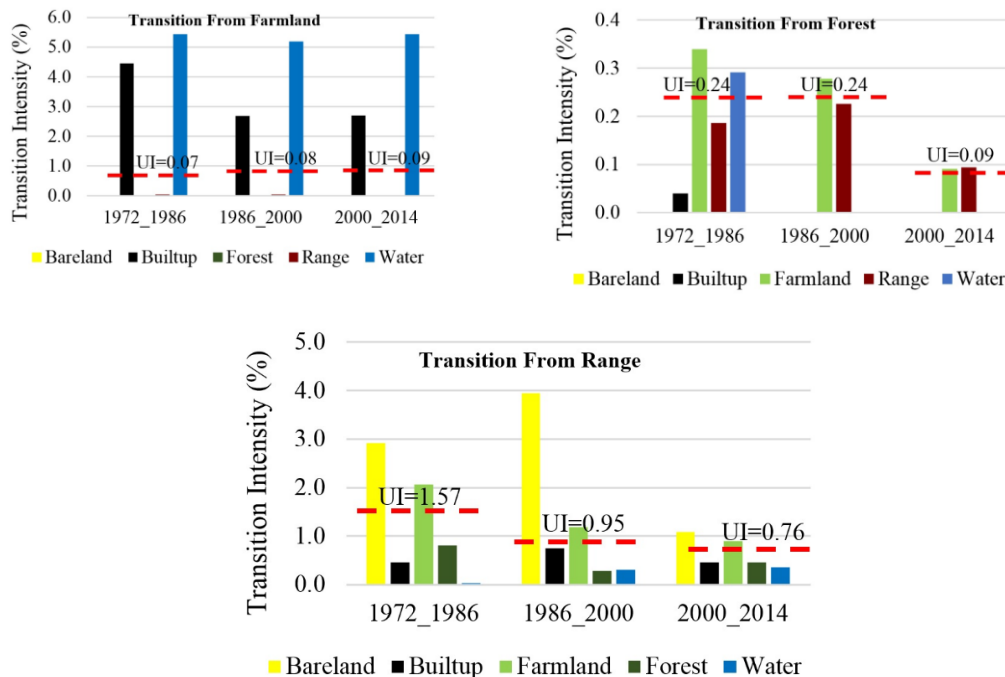 Transition From Farmland
Transition Intensity (%)
6.0
5.0
4.0
3.0
2.0
1.0
0.0
UI=0.07
UI=0.08
UI=0.09
1972_1986
1986_2000
2000_2014
Bareland Builtup Forest Range Water
Transition From Forest
Transition Intensity (%)
0.4
0.3
0.2
0.1
0.0
UI=0.24
UI=0.24
UI=0.09
1972_1986
1986_2000
2000_2014
Bareland Builtup Farmland Range Water
Transition From Range
Transition Intensity (%)
5.0
4.0
3.0
2.0
1.0
0.0
UI=1.57
UI=0.95
UI=0.76
1972_1986
1986_2000
2000_2014
Bareland Builtup Farmland Forest Water